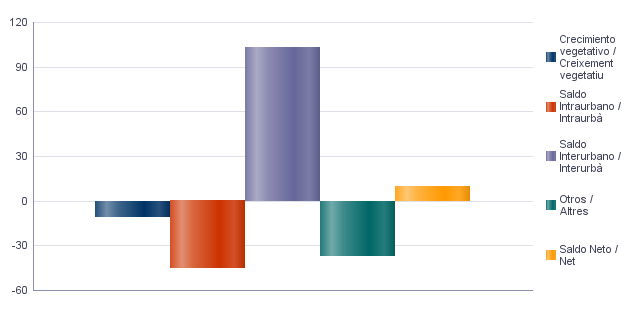 120
90
60
30
0
-30
-60
Crecimiento
vegetativo /
Creixement
vegetatiu
Saldo
Intraurbano /
Intraurbà
Saldo
Interurbano /
Interurbà
Otros /
Altres
Saldo Neto /
Net